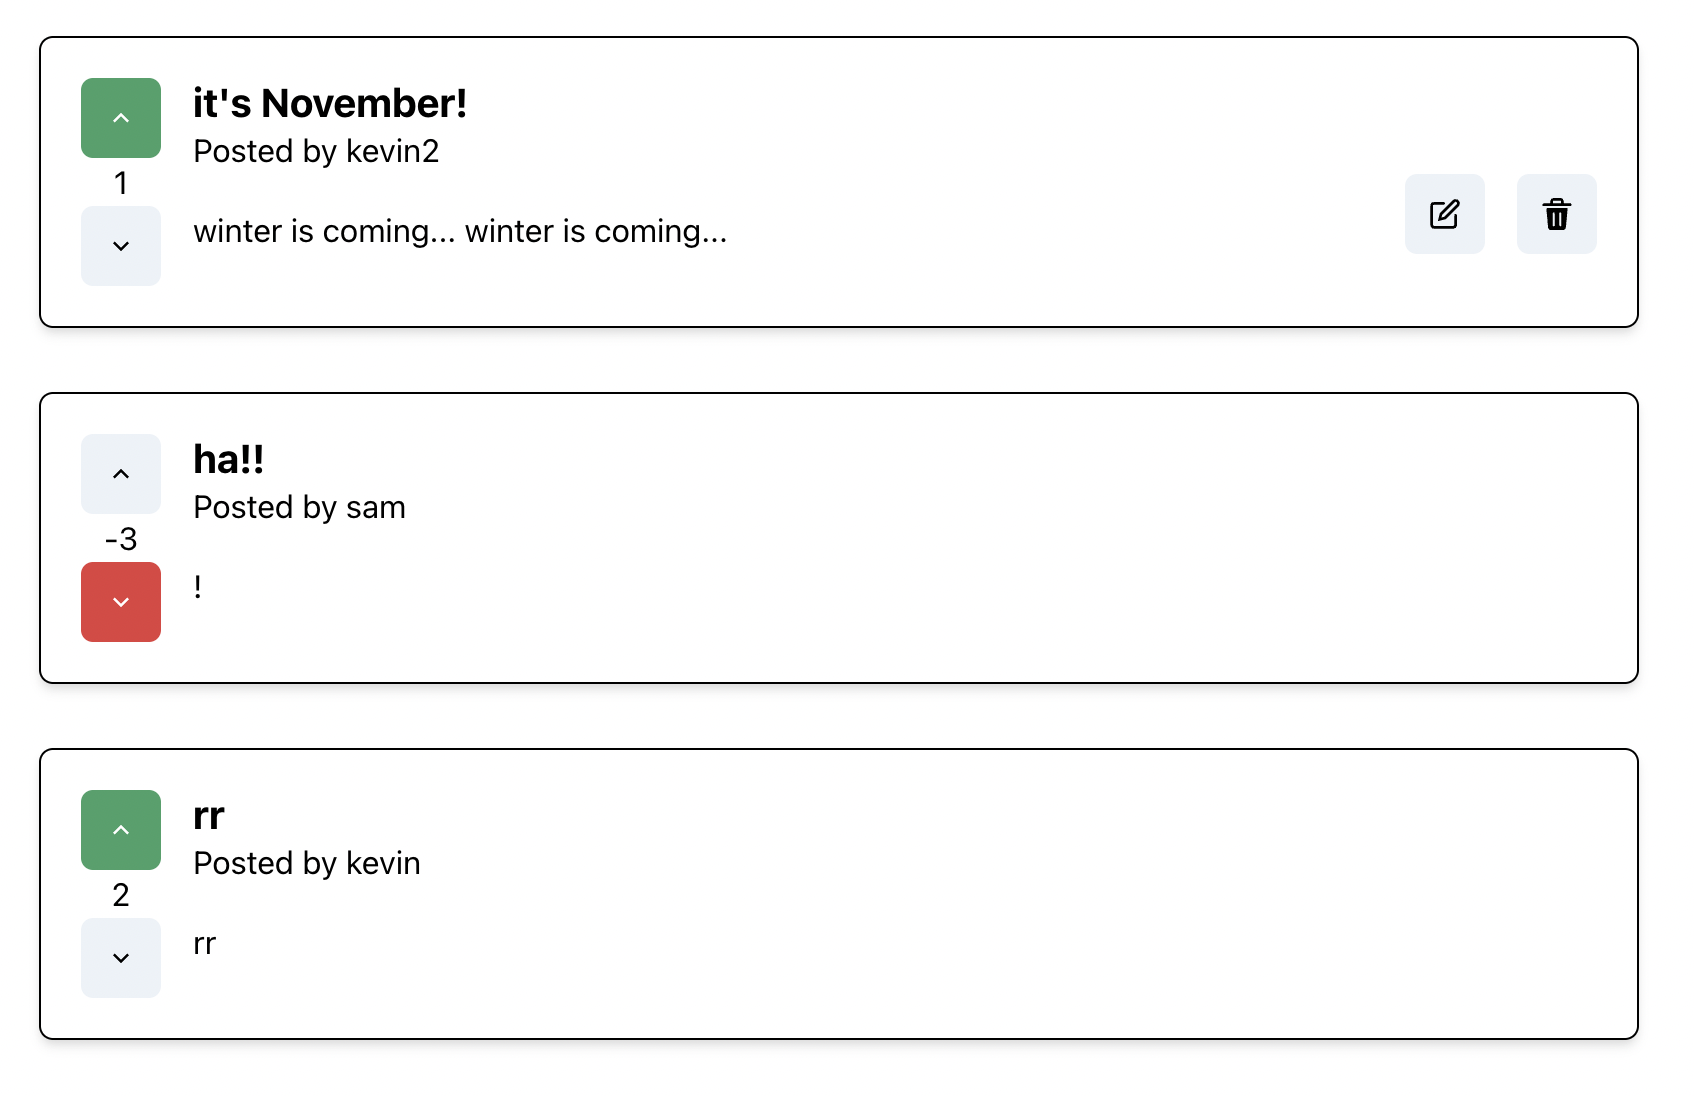 it's November!
Posted by kevin2
1
winter is coming... winter is coming...
ha!!
Posted by sam
-3
!
rr
Posted by kevin
2
rr